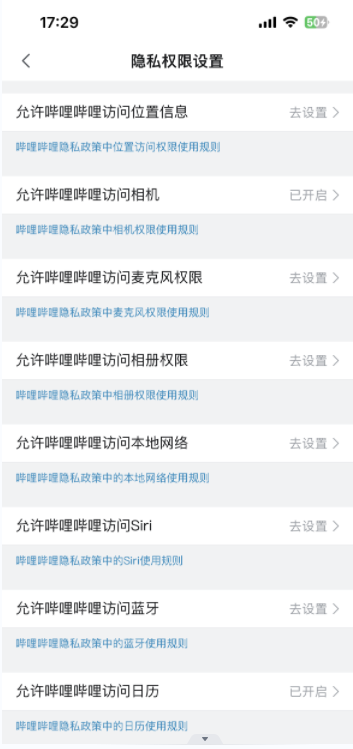 17:29
50+
隐私权限设置
允许哔哩哔哩访问位置信息 去设置
哔哩哔哩隐私政策中位置访问权限使用规则
允许哔哩哔哩访问相机 已开启
哔哩哔哩隐私政策中相机权限使用规则
允许哔哩哔哩访问麦克风权限 去设置
哔哩哔哩隐私政策中麦克风权限使用规则
允许哔哩哔哩访问相册权限 去设置
哔哩哔哩隐私政策中相册权限使用规则
允许哔哩哔哩访问本地网络 去设置
哔哩哔哩隐私政策中的本地网络使用规则
允许哔哩哔哩访问Siri 去设置
哔哩哔哩隐私政策中的Siri使用规则
允许哔哩哔哩访问蓝牙 去设置
哔哩哔哩隐私政策中的蓝牙使用规则
允许哔哩哔哩访问日历 已开启
哔哩哔哩隐私政策中的日历使用规则